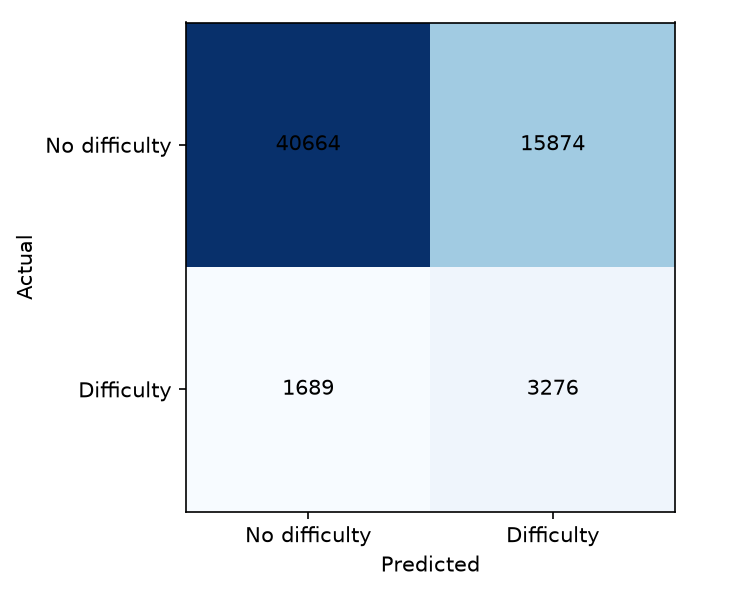 No difficulty
40664
15874
Actual
Difficulty
1689
3276
No difficulty
Difficulty
Predicted